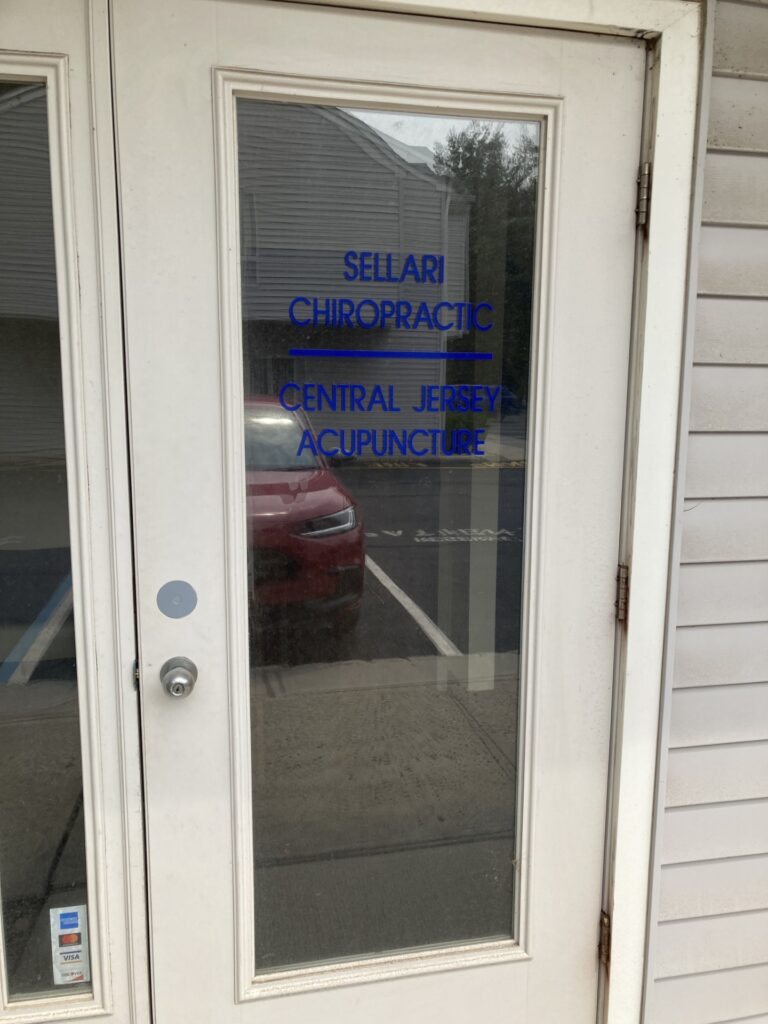 SELLARI
CHIROPRACTIC
CENTRAL JERSEY
ACUPUNCTURE
VISA